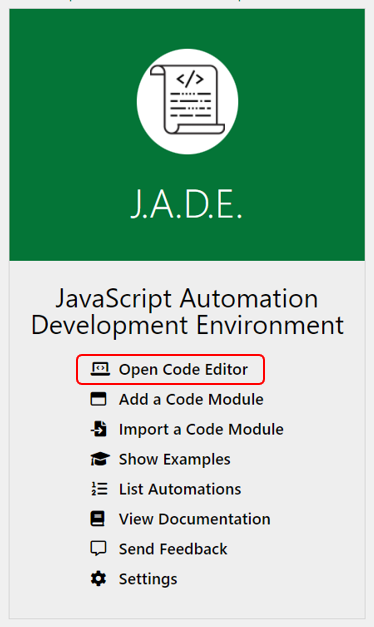 </>
J.A.D.E.
JavaScript Automation
Development Environment
Open Code Editor
Add a Code Module
Import a Code Module
Show Examples
List Automations
View Documentation
Send Feedback
Settings